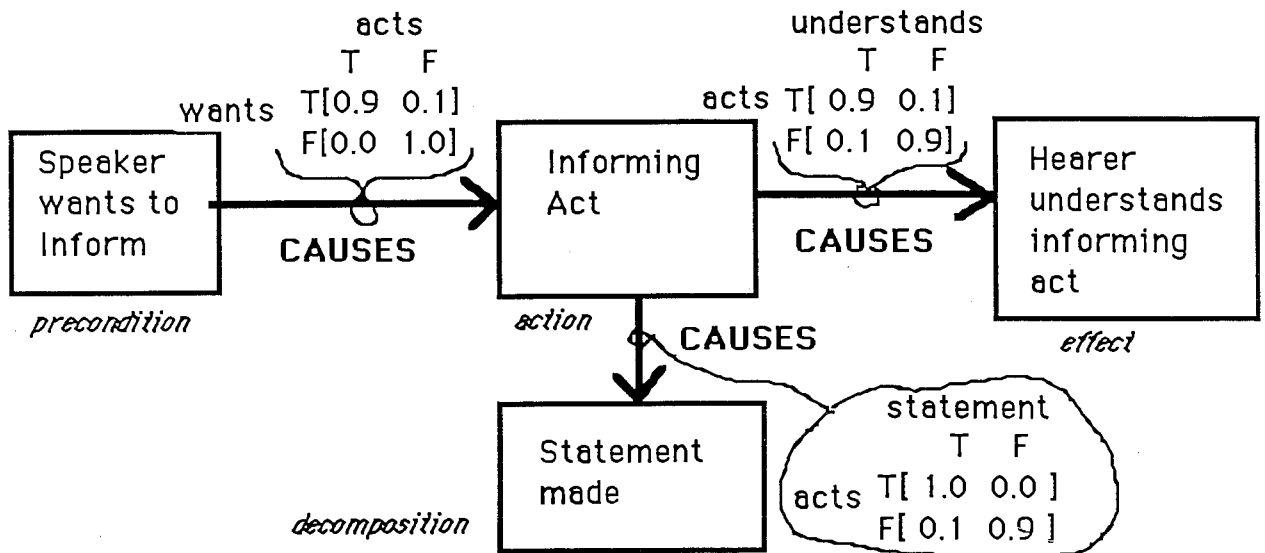 acts
T F
wants T[0.9 0.1]
F[0.0 1.0]
understands
T F
acts T[ 0.9 0.1]
F[ 0.1 0.9]
Speaker
wants to
Inform
precondition
CAUSES
Informing
Act
action
CAUSES
Hearer
understands
informing
act
effect
CAUSES
Statement
made
decomposition
statement
T F
acts T[ 1.0 0.0 ]
F[ 0.1 0.9 ]